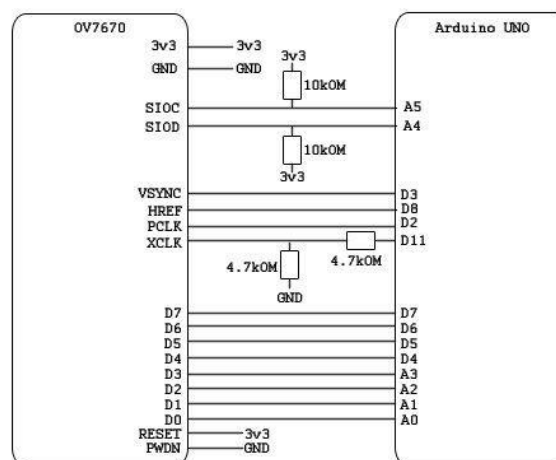 OV7670 Arduino UNO
3v3 3v3
GND GND
3v3
10kOM
SIOC A5
SIOD A4
10kOM
3v3
VSYNC D3
HREF D8
PCLK D2
XCLK D11
4.7kOM 4.7kOM
GND
D7 D7
D6 D6
D5 D5
D4 D4
D3 A3
D2 A2
D1 A1
D0 A0
RESET 3v3
PWDN GND